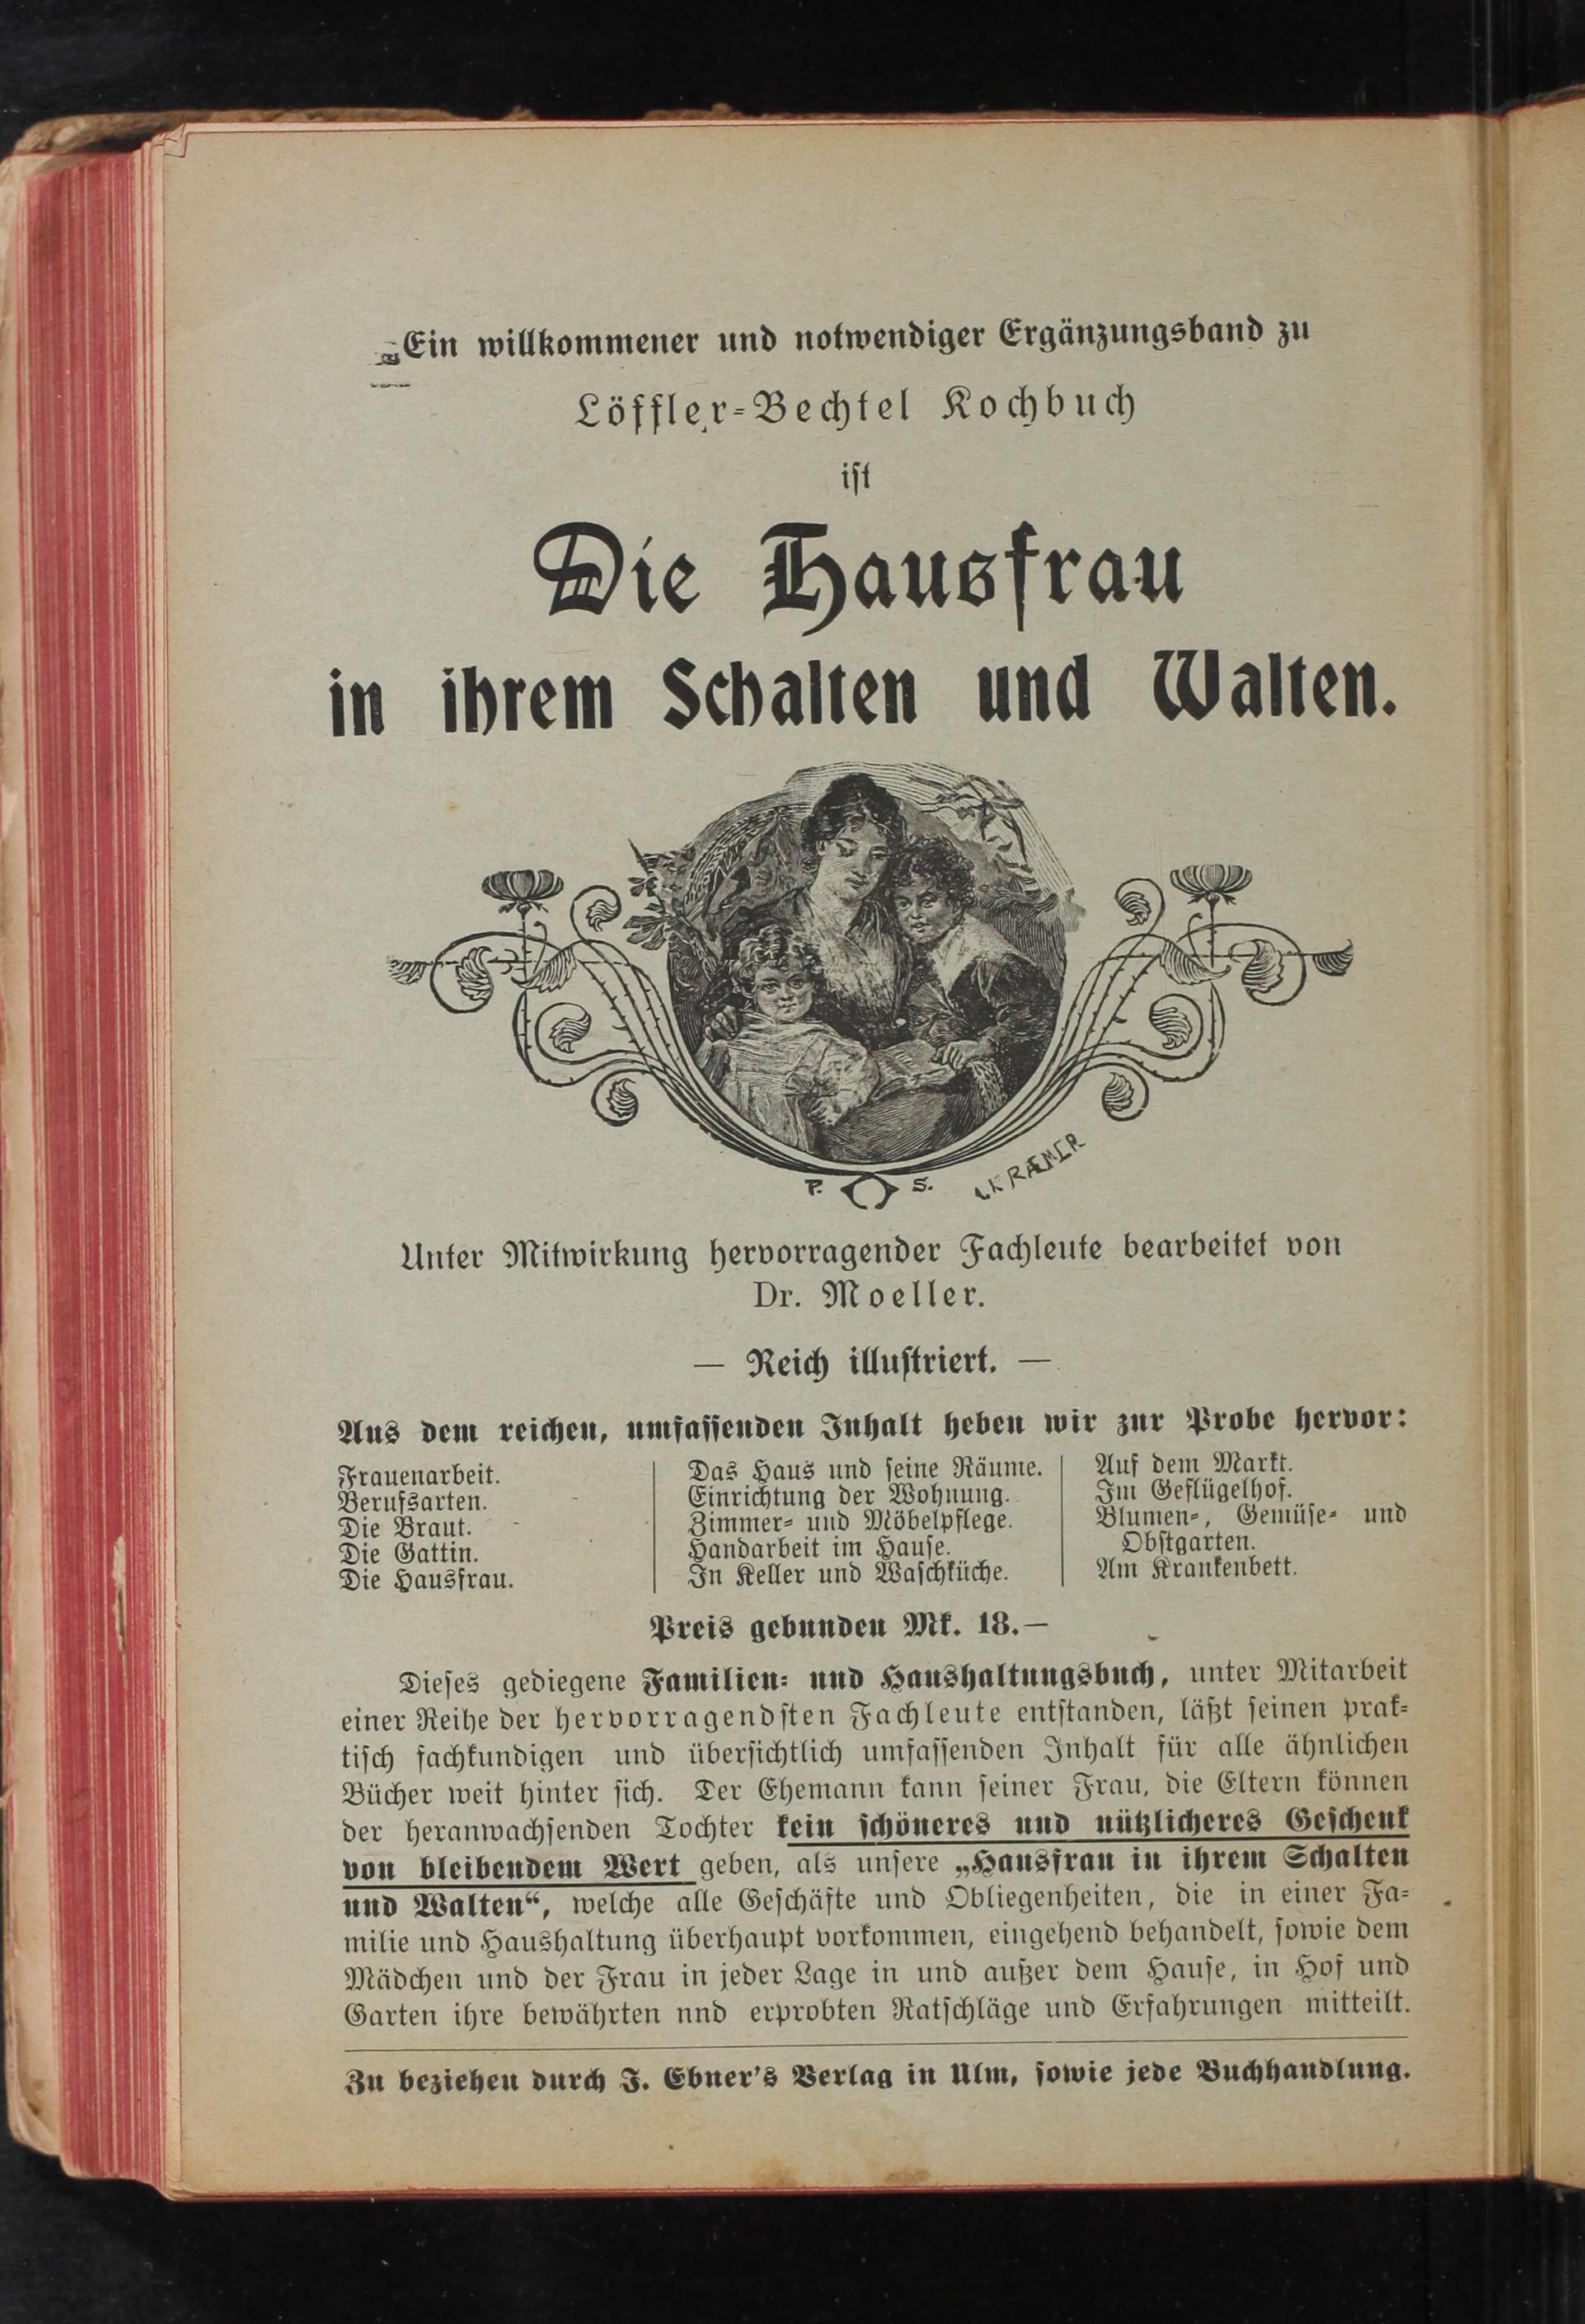 Ein willkommener und notwendiger Ergänzungsband zu
Löffler-Bechtel Kochbuch
ist
Die Hausfrau
in ihrem Schalten und Walten.
P. S.
KRÆMER
Unter Mitwirkung hervorragender Fachleute bearbeitet von
Dr. Moeller.
— Reich illustriert. —
Aus dem reichen, umfassenden Inhalt heben wir zur Probe hervor:
Frauenarbeit.
Berufsarten.
Die Braut.
Die Gattin.
Die Hausfrau.
Das Haus und seine Räume.
Einrichtung der Wohnung.
Zimmer- und Möbelpflege.
Handarbeit im Hause.
In Keller und Waschküche.
Auf dem Markt.
Im Geflügelhof.
Blumen-, Gemüse- und
Obstgarten.
Am Krankenbett.
Preis gebunden Mk. 18.—
Dieses gediegene Familien- und Haushaltungsbuch, unter Mitarbeit
einer Reihe der hervorragendsten Fachleute entstanden, läßt seinen prak-
tisch fachkundigen und übersichtlich umfassenden Inhalt für alle ähnlichen
Bücher weit hinter sich. Der Ehemann kann seiner Frau, die Eltern können
der heranwachsenden Tochter kein schöneres und nützlicheres Geschenk
von bleibendem Wert geben, als unsere „Hausfrau in ihrem Schalten
und Walten“, welche alle Geschäfte und Obliegenheiten, die in einer Fa-
milie und Haushaltung überhaupt vorkommen, eingehend behandelt, sowie dem
Mädchen und der Frau in jeder Lage in und außer dem Hause, in Hof und
Garten ihre bewährten nnd erprobten Ratschläge und Erfahrungen mitteilt.
Zu beziehen durch J. Ebner's Verlag in Ulm, sowie jede Buchhandlung.